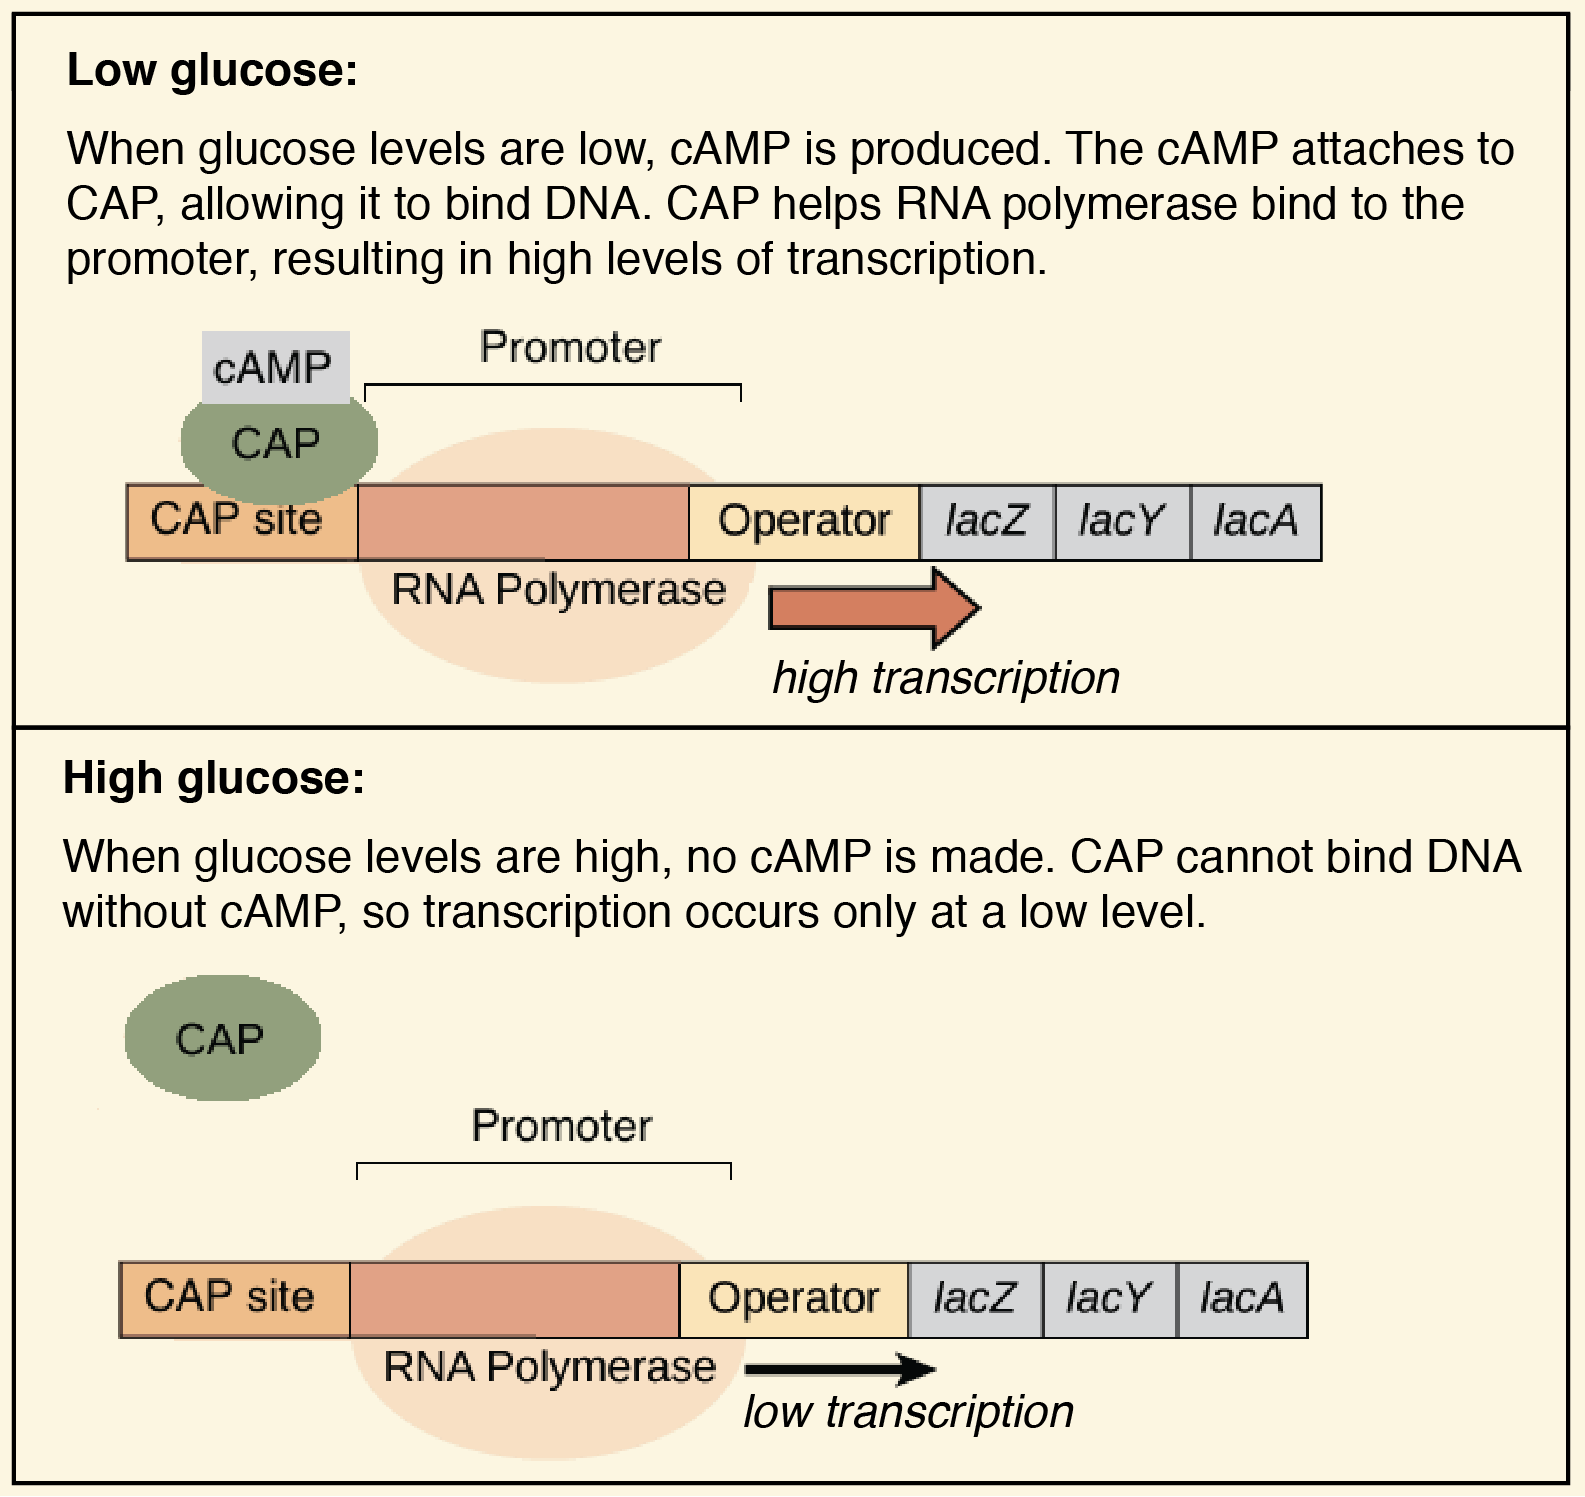 Low glucose:
When glucose levels are low, cAMP is produced. The cAMP attaches to
CAP, allowing it to bind DNA. CAP helps RNA polymerase bind to the
promoter, resulting in high levels of transcription.
cAMP
Promoter
CAP
CAP site
Operator
lacZ
lacY
lacA
RNA Polymerase
high transcription
High glucose:
When glucose levels are high, no cAMP is made. CAP cannot bind DNA
without cAMP, so transcription occurs only at a low level.
CAP
Promoter
CAP site
Operator
lacZ
lacY
lacA
RNA Polymerase
low transcription